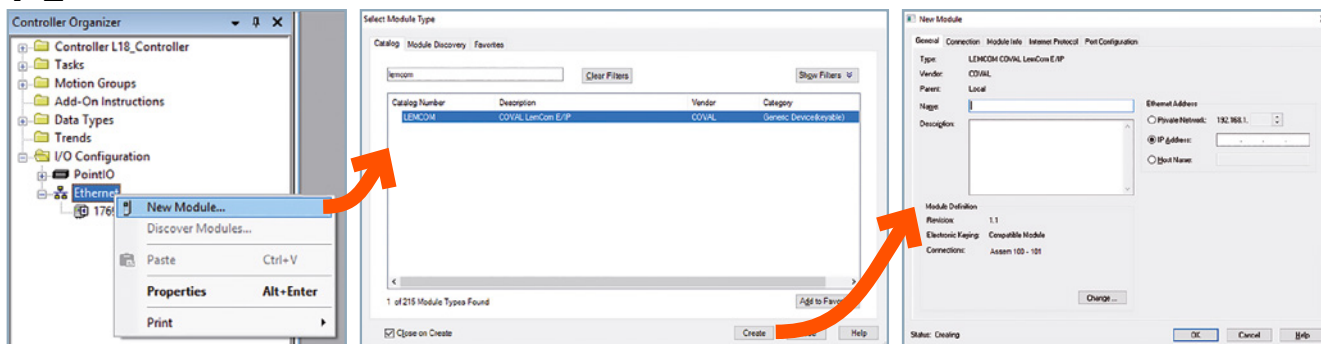 Controller Organizer
Controller L18_Controller
Tasks
Motion Groups
Add-On Instructions
Data Types
Trends
I/O Configuration
PointIO
Ethernet
New Module...
Discover Modules...
Paste Ctrl+V
Properties Alt+Enter
Print
Select Module Type
Catalog Module Discovery Favorites
lemcom Clear Filters Show Filters
Catalog Number Description Vendor Category
LEMCOM COVAL LemCom E/IP COVAL Generic Device(keyable)
1 of 215 Module Types Found
Close on Create Create Help
New Module
General Connection Module Info Internet Protocol Port Configuration
Type: LEMCOM COVAL LemCom E/IP
Vendor: COVAL
Parent: Local
Name:
Description:
Ethernet Address
Private Network: 192.168.1.
IP Address:
Host Name:
Module Definition
Revision: 1.1
Electronic Keying: Compatible Module
Connections: Assem 100 - 101
Change ...
Status: Creating OK Cancel Help